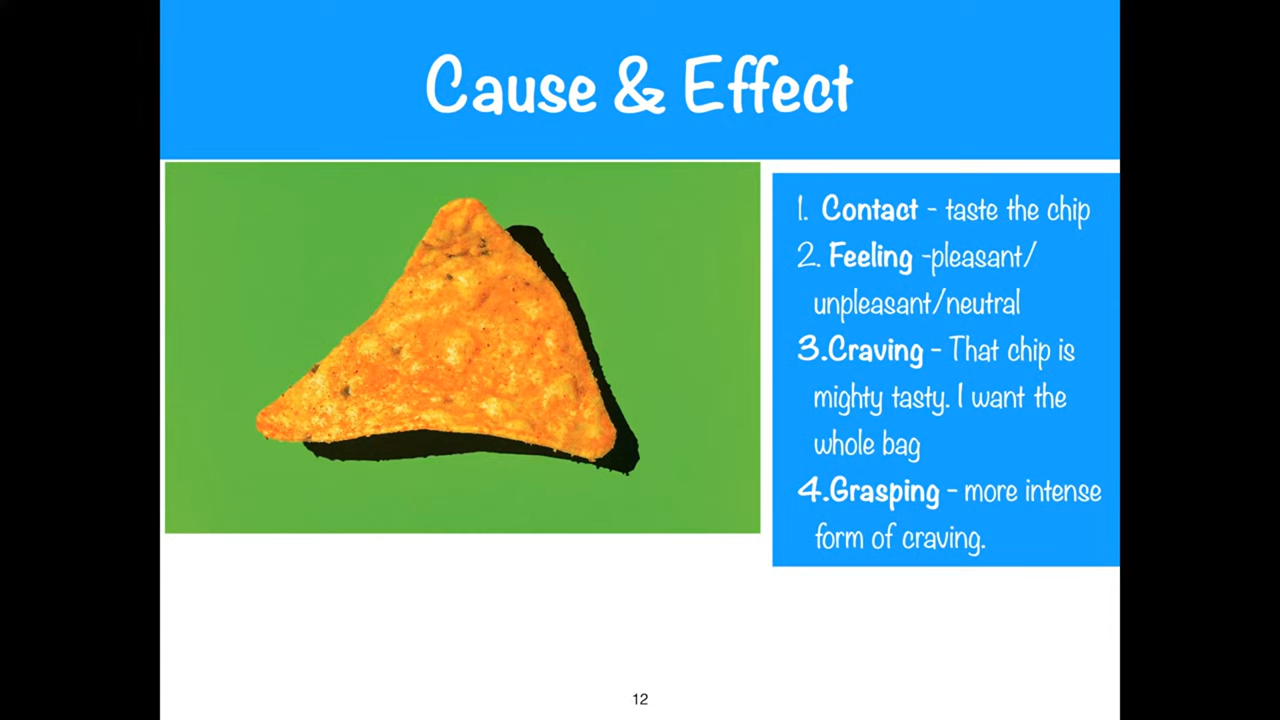 Cause & Effect
1. Contact - taste the chip
2. Feeling -pleasant/
unpleasant/neutral
3.Craving - That chip is
mighty tasty. I want the
whole bag
4.Grasping - more intense
form of craving.
12